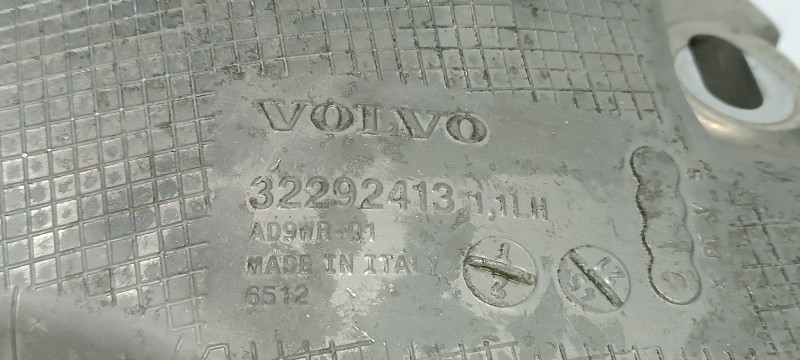 VOLVO
32292413 1,1LH
AD9WR-01
MADE IN ITALY
6512